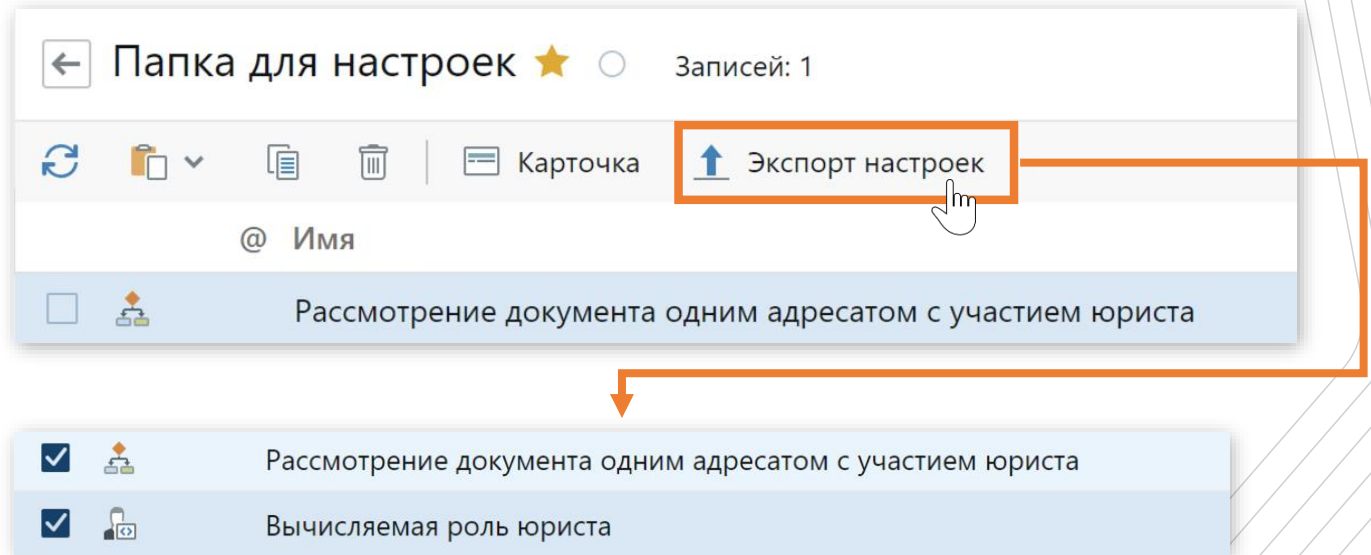 Папка для настроек Записей: 1
Карточка Экспорт настроек
@ Имя
Рассмотрение документа одним адресатом с участием юриста
Рассмотрение документа одним адресатом с участием юриста
Вычисляемая роль юриста